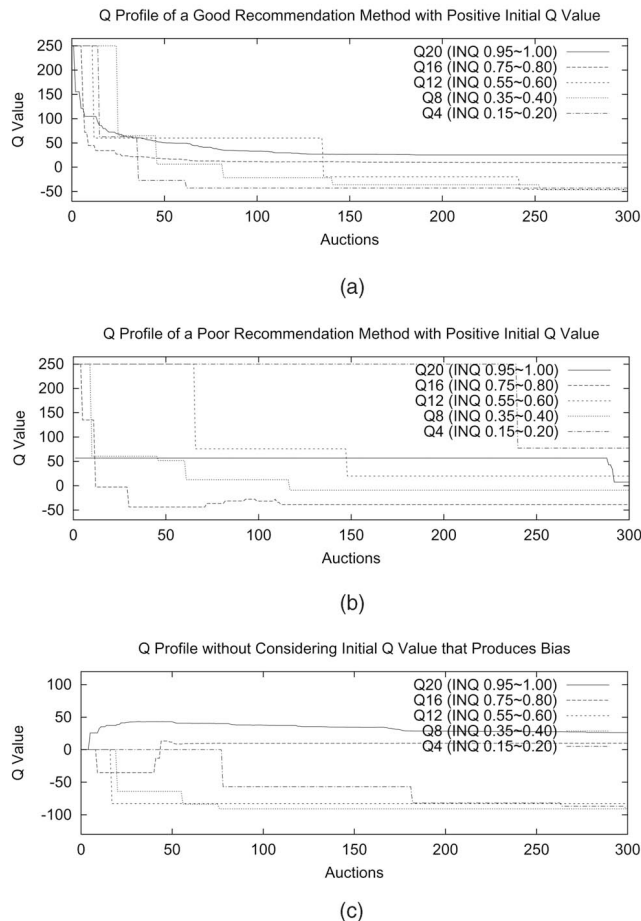 Q Profile of a Good Recommendation Method with Positive Initial Q Value
Q Value
250
200
150
100
50
0
-50
Q20 (INQ 0.95~1.00)
Q16 (INQ 0.75~0.80)
Q12 (INQ 0.55~0.60)
Q8 (INQ 0.35~0.40)
Q4 (INQ 0.15~0.20)
0 50 100 150 200 250 300
Auctions
(a)
Q Profile of a Poor Recommendation Method with Positive Initial Q Value
Q Value
250
200
150
100
50
0
-50
Q20 (INQ 0.95~1.00)
Q16 (INQ 0.75~0.80)
Q12 (INQ 0.55~0.60)
Q8 (INQ 0.35~0.40)
Q4 (INQ 0.15~0.20)
0 50 100 150 200 250 300
Auctions
(b)
Q Profile without Considering Initial Q Value that Produces Bias
Q Value
100
50
0
-50
-100
Q20 (INQ 0.95~1.00)
Q16 (INQ 0.75~0.80)
Q12 (INQ 0.55~0.60)
Q8 (INQ 0.35~0.40)
Q4 (INQ 0.15~0.20)
0 50 100 150 200 250 300
Auctions
(c)